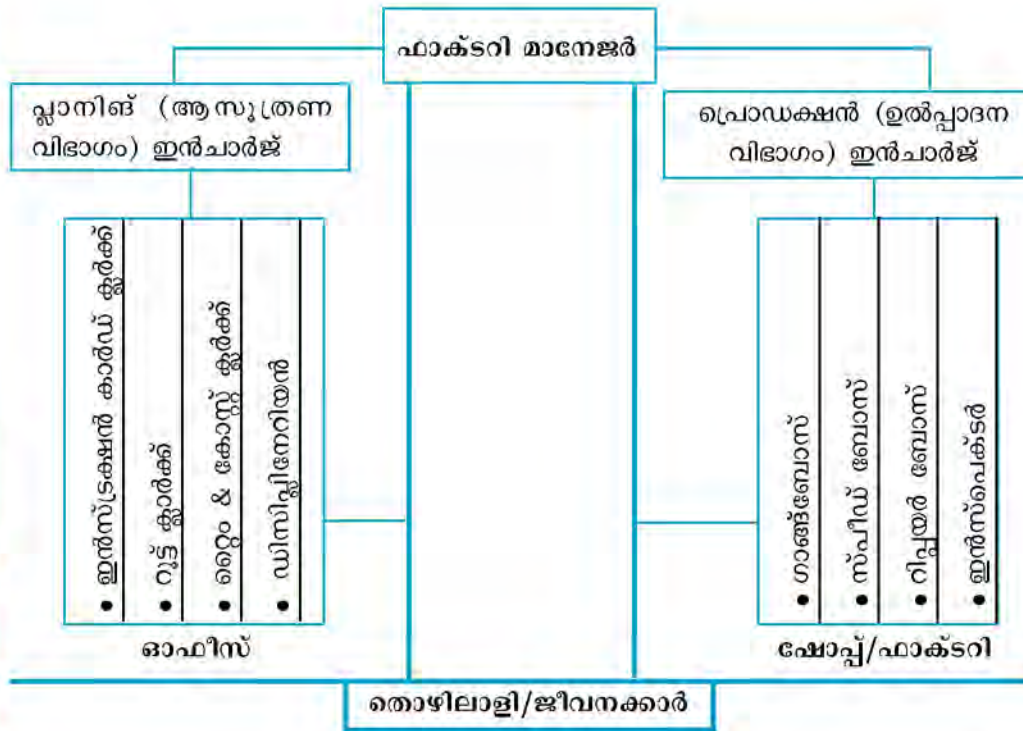 ഫാക്ടറി മാനേജർ
പ്ലാനിങ് (ആസൂത്രണ
വിഭാഗം) ഇൻചാർജ്
പ്രൊഡക്ഷൻ (ഉൽപ്പാദന
വിഭാഗം) ഇൻചാർജ്
• ഇൻസ്ട്രക്ഷൻ കാർഡ് ക്ലർക്ക്
• റൂട്ട് ക്ലാർക്ക്
• ടൈം & കോസ്റ്റ് ക്ലർക്ക്
• ഡിസിപ്ലിനേറിയൻ
ഓഫീസ്
• ഗാങ്ങ്ബോസ്
• സ്പീഡ് ബോസ്
• റിപ്പയർ ബോസ്
• ഇൻസ്പെക്ടർ
ഷോപ്പ്/ഫാക്ടറി
തൊഴിലാളി/ജീവനക്കാർ